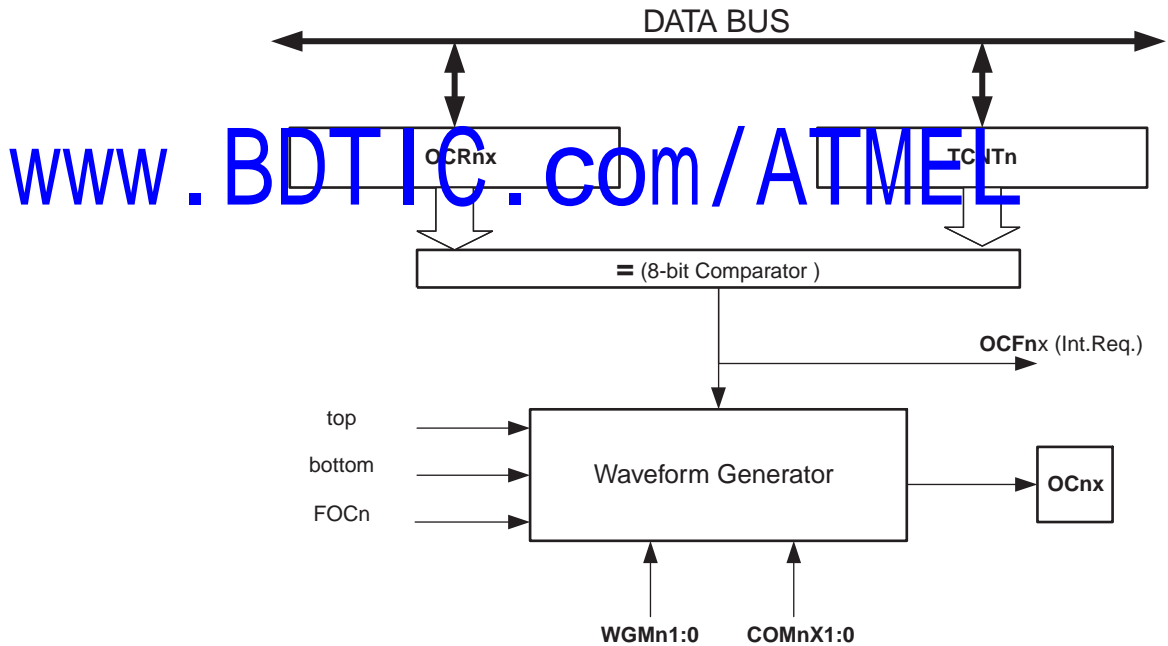 DATA BUS
OCRnx
TCNTn
www.BDTIC.com/ATMEL
= (8-bit Comparator )
OCFnx (Int.Req.)
top
bottom
FOCn
Waveform Generator
OCnx
WGMn1:0
COMnX1:0